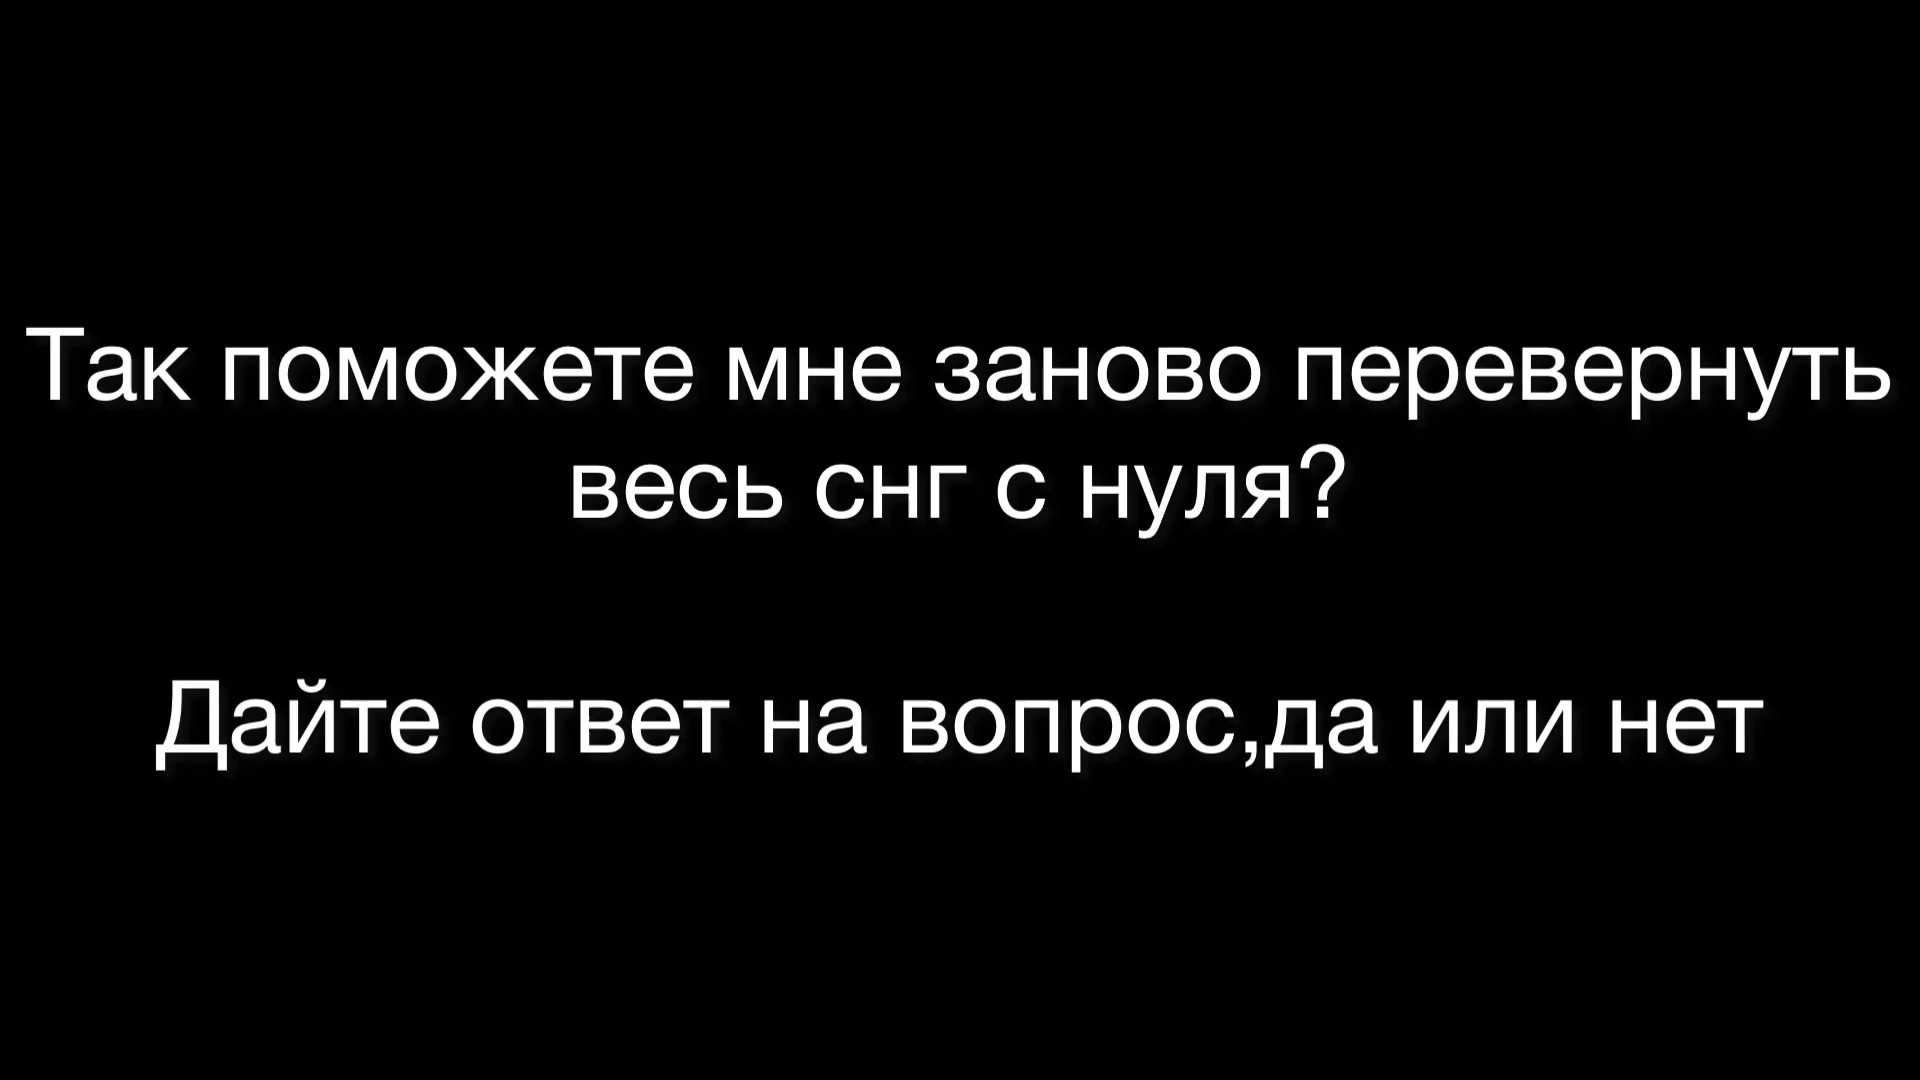 Так поможете мне заново перевернуть
весь снг с нуля?
Дайте ответ на вопрос,да или нет